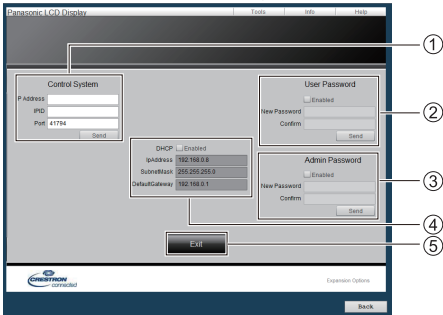 Panasonic LCD Display
Tools Info Help
Control System
IP Address
IPID
Port 41794
Send
User Password
Enabled
New Password
Confirm
Send
DHCP Enabled
IpAddress 192.168.0.8
SubnetMask 255.255.255.0
DefaultGateway 192.168.0.1
Admin Password
Enabled
New Password
Confirm
Send
Exit
CRESTRON
connected
Expansion Options
Back
1
2
3
4
5